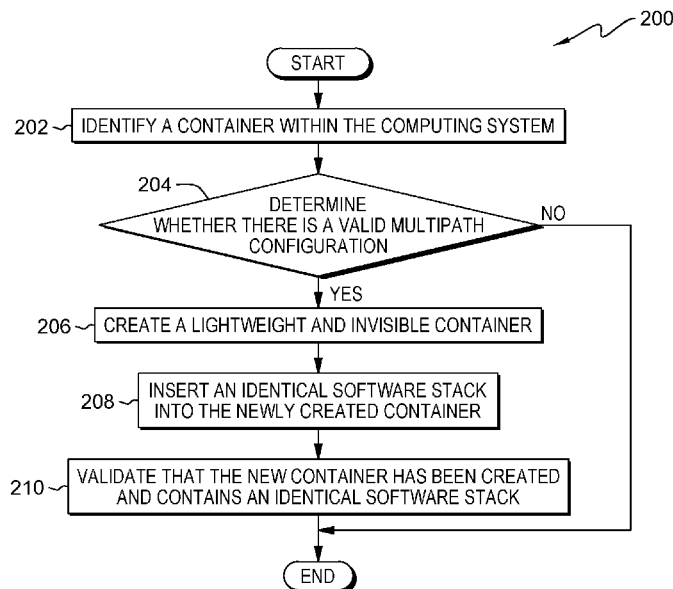 200
START
202
IDENTIFY A CONTAINER WITHIN THE COMPUTING SYSTEM
204
DETERMINE
WHETHER THERE IS A VALID MULTIPATH
CONFIGURATION
NO
YES
206
CREATE A LIGHTWEIGHT AND INVISIBLE CONTAINER
208
INSERT AN IDENTICAL SOFTWARE STACK
INTO THE NEWLY CREATED CONTAINER
210
VALIDATE THAT THE NEW CONTAINER HAS BEEN CREATED
AND CONTAINS AN IDENTICAL SOFTWARE STACK
END